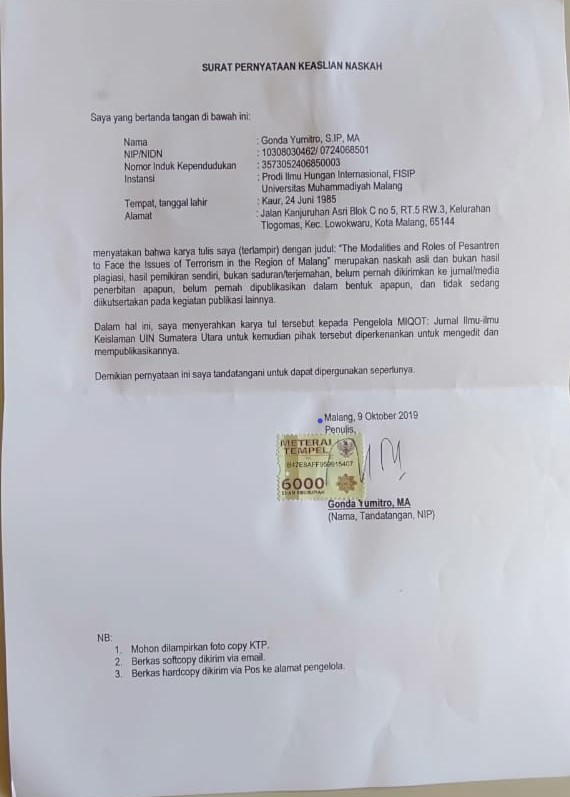 SURAT PERNYATAAN KEASLIAN NASKAH
Saya yang bertanda tangan di bawah ini:
Nama : Gonda Yumitro, S.IP, MA
NIP/NIDN : 10308030462/ 0724068501
Nomor Induk Kependudukan : 3573052406850003
Instansi : Prodi Ilmu Hungan Internasional, FISIP
Universitas Muhammadiyah Malang
Tempat, tanggal lahir : Kaur, 24 Juni 1985
Alamat : Jalan Kanjuruhan Asri Blok C no 5, RT.5 RW.3, Kelurahan
Tlogomas, Kec. Lowokwaru, Kota Malang, 65144
menyatakan bahwa karya tulis saya (terlampir) dengan judul: "The Modalities and Roles of Pesantren
to Face the Issues of Terrorism in the Region of Malang" merupakan naskah asli dan bukan hasil
plagiasi, hasil pemikiran sendiri, bukan saduran/terjemahan, belum pernah dikirimkan ke jurnal/media
penerbitan apapun, belum pernah dipublikasikan dalam bentuk apapun, dan tidak sedang
diikutsertakan pada kegiatan publikasi lainnya.
Dalam hal ini, saya menyerahkan karya tul tersebut kepada Pengelola MIQOT: Jurnal Ilmu-ilmu
Keislaman UIN Sumatera Utara untuk kemudian pihak tersebut diperkenankan untuk mengedit dan
mempublikasikannya.
Demikian pernyataan ini saya tandatangani untuk dapat dipergunakan seperlunya.
Malang, 9 Oktober 2019
Penulis,
METERAI
TEMPEL
6000
Gonda Yumitro, MA
(Nama, Tandatangan, NIP)
NB:
1. Mohon dilampirkan foto copy KTP.
2. Berkas softcopy dikirim via email.
3. Berkas hardcopy dikirim via Pos ke alamat pengelola.